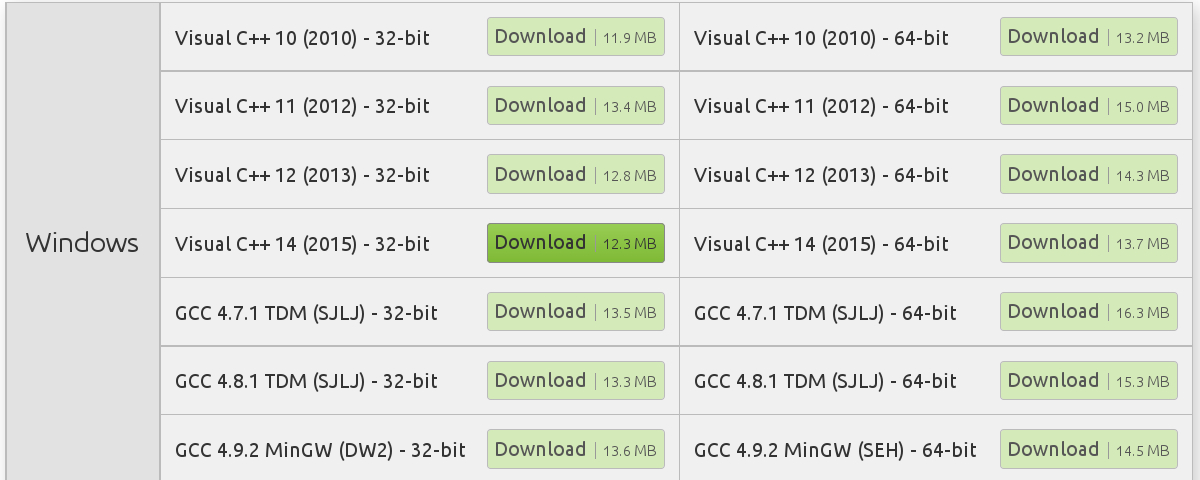 Visual C++ 10 (2010) - 32-bit Download | 11.9 MB Visual C++ 10 (2010) - 64-bit Download | 13.2 MB
Visual C++ 11 (2012) - 32-bit Download | 13.4 MB Visual C++ 11 (2012) - 64-bit Download | 15.0 MB
Visual C++ 12 (2013) - 32-bit Download | 12.8 MB Visual C++ 12 (2013) - 64-bit Download | 14.3 MB
Windows Visual C++ 14 (2015) - 32-bit Download | 12.3 MB Visual C++ 14 (2015) - 64-bit Download | 13.7 MB
GCC 4.7.1 TDM (SJLJ) - 32-bit Download | 13.5 MB GCC 4.7.1 TDM (SJLJ) - 64-bit Download | 16.3 MB
GCC 4.8.1 TDM (SJLJ) - 32-bit Download | 13.3 MB GCC 4.8.1 TDM (SJLJ) - 64-bit Download | 15.3 MB
GCC 4.9.2 MinGW (DW2) - 32-bit Download | 13.6 MB GCC 4.9.2 MinGW (SEH) - 64-bit Download | 14.5 MB